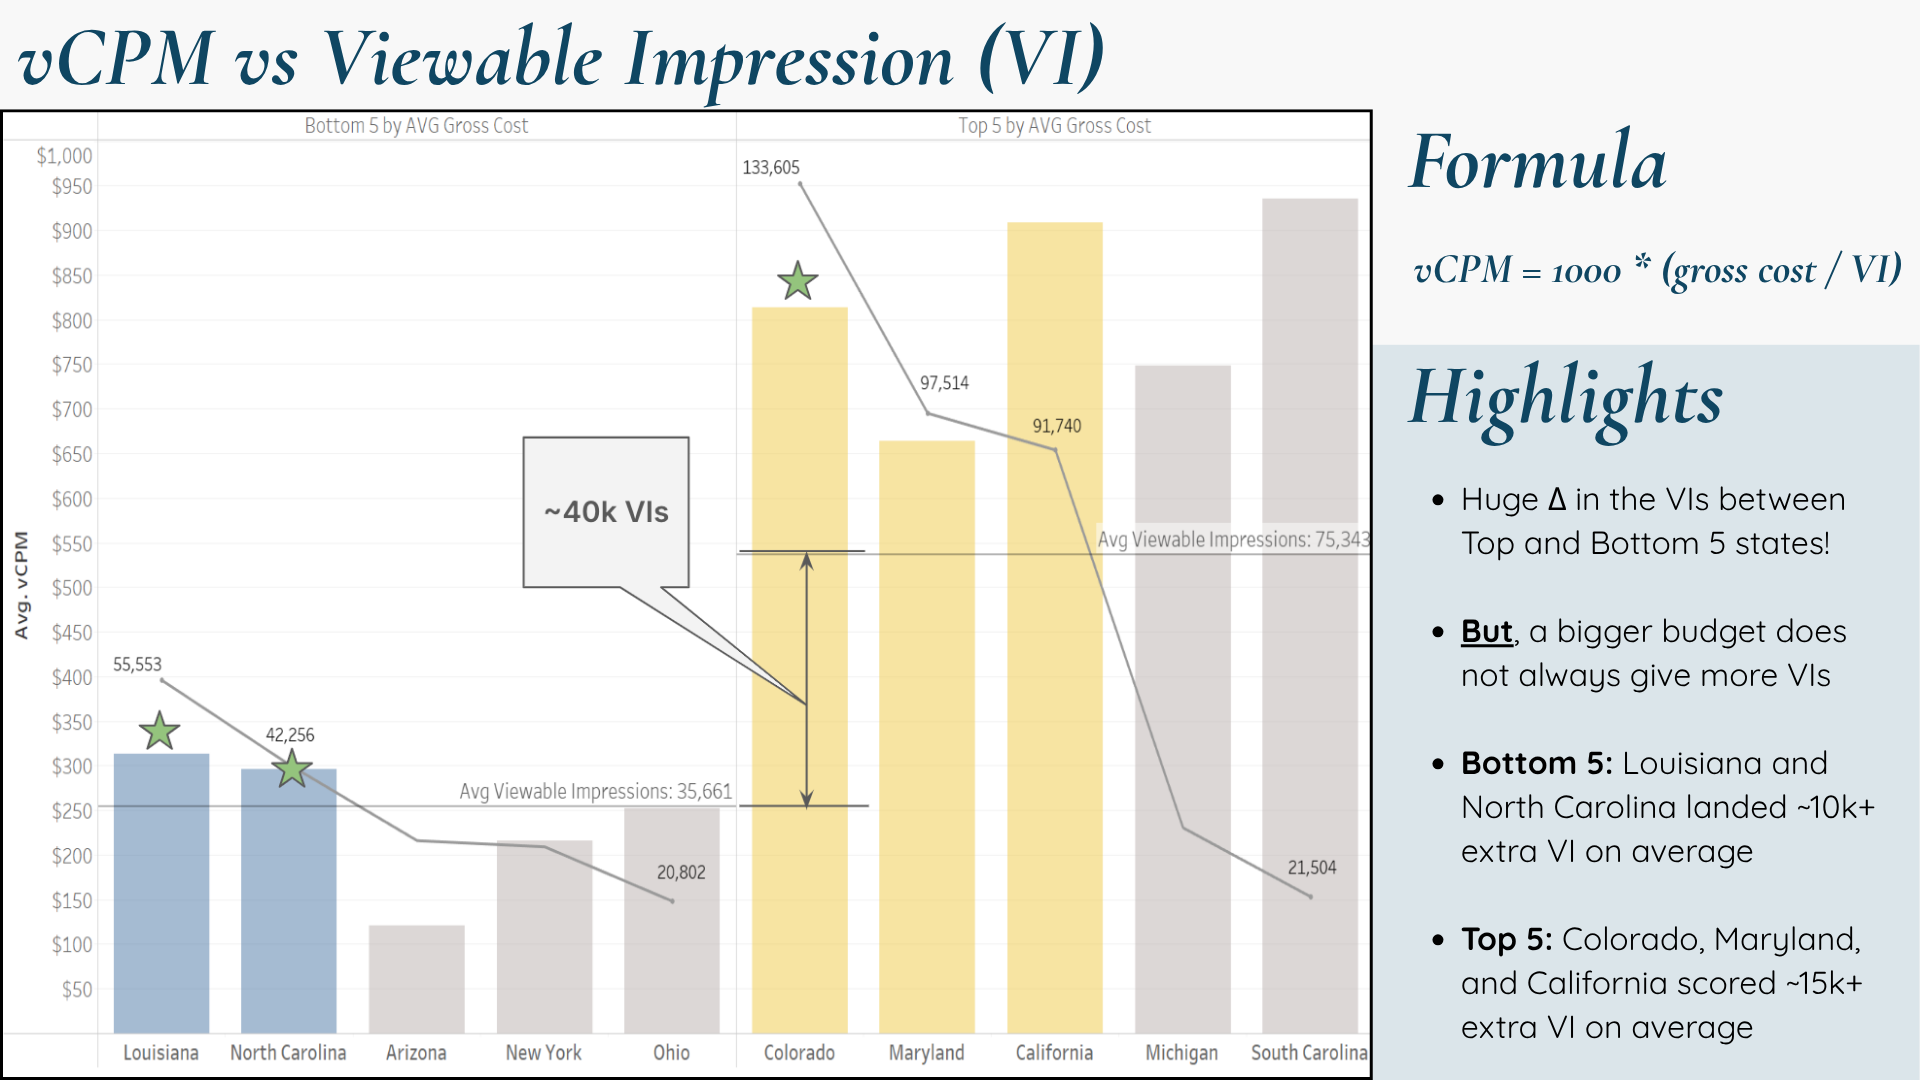 vCPM vs Viewable Impression (VI)
Bottom 5 by AVG Gross Cost
Top 5 by AVG Gross Cost
Avg. vCPM
$1,000
$950
$900
$850
$800
$750
$700
$650
$600
$550
$500
$450
$400
$350
$300
$250
$200
$150
$100
$50
55,553
42,256
20,802
Avg Viewable Impressions: 35,661
~40k VIs
133,605
97,514
91,740
21,504
Avg Viewable Impressions: 75,343
Louisiana
North Carolina
Arizona
New York
Ohio
Colorado
Maryland
California
Michigan
South Carolina
Formula
vCPM = 1000 * (gross cost / VI)
Highlights
• Huge Δ in the VIs between
Top and Bottom 5 states!
• But, a bigger budget does
not always give more VIs
• Bottom 5: Louisiana and
North Carolina landed ~10k+
extra VI on average
• Top 5: Colorado, Maryland,
and California scored ~15k+
extra VI on average